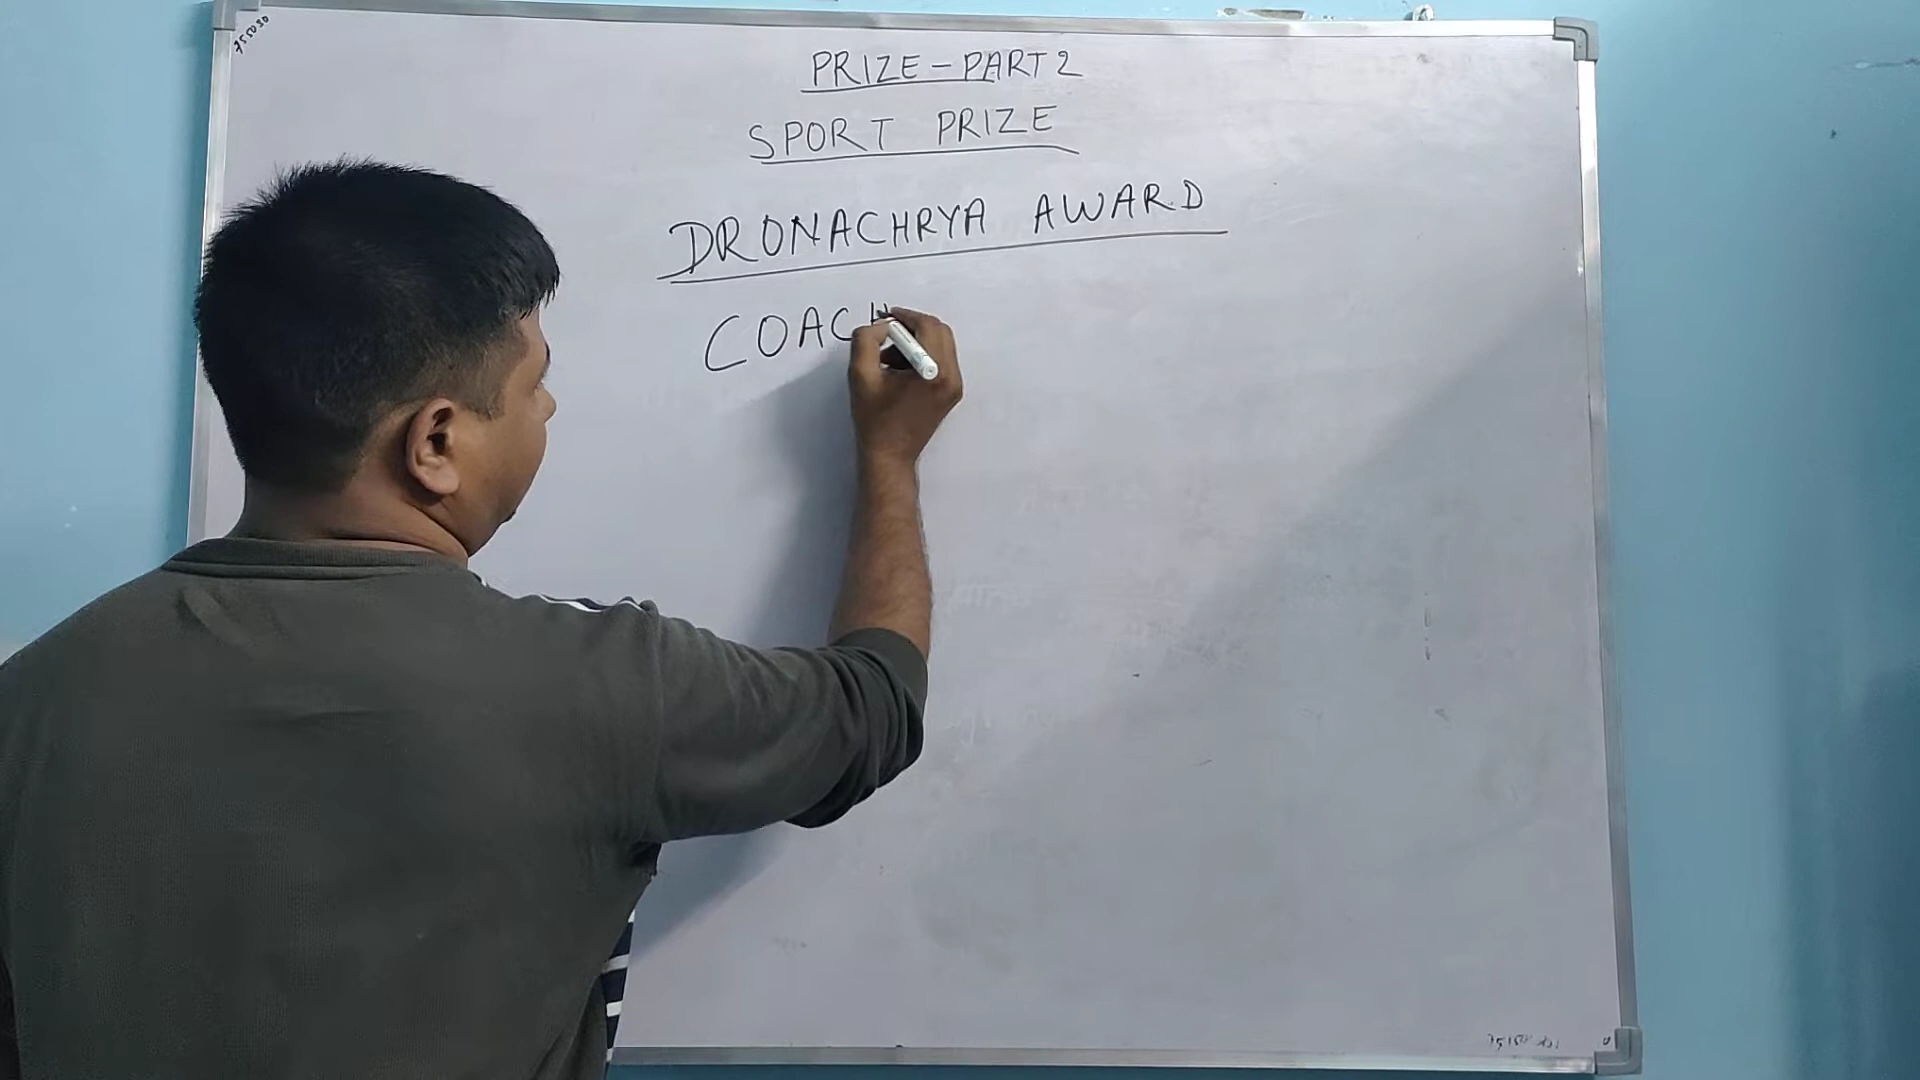 PRIZE - PART 2
SPORT PRIZE
DRONACHRYA AWARD
COACH